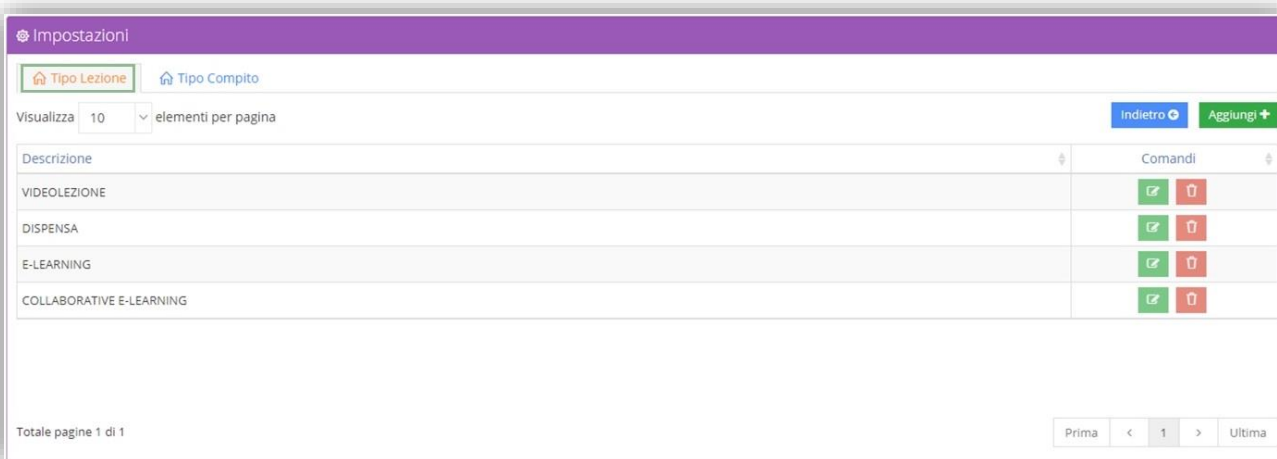 Impostazioni
Tipo Lezione Tipo Compito
Visualizza 10 elementi per pagina Indietro Aggiungi
Descrizione Comandi
VIDEOLEZIONE
DISPENSA
E-LEARNING
COLLABORATIVE E-LEARNING
Totale pagine 1 di 1 Prima < 1 > Ultima